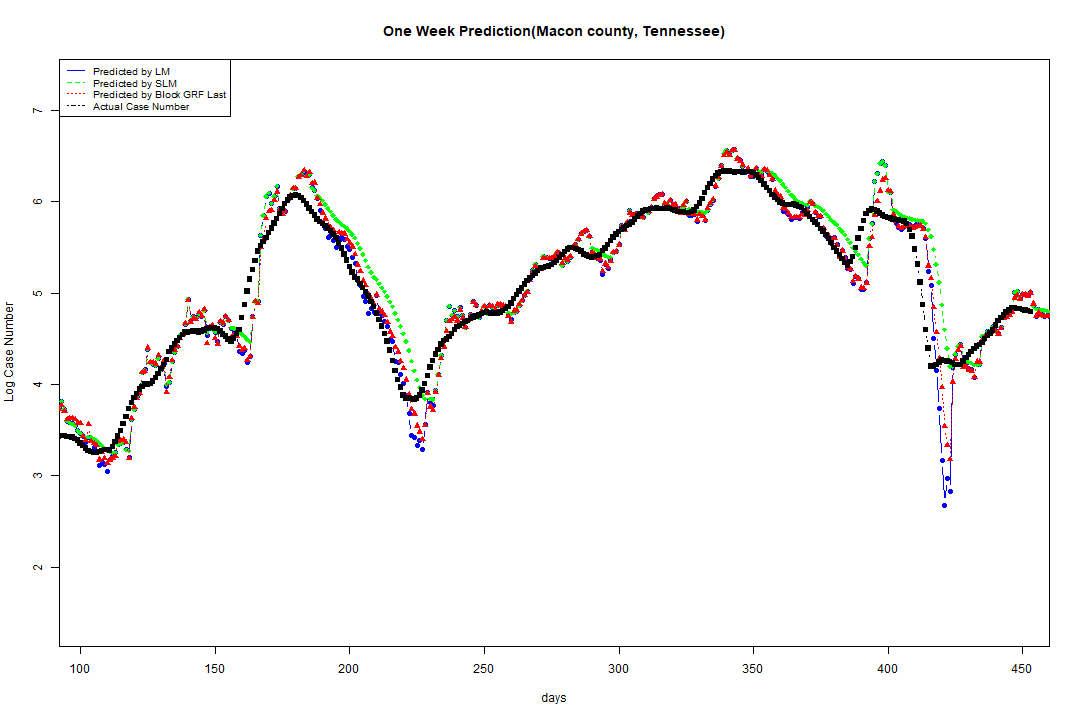 One Week Prediction(Macon county, Tennessee)
Predicted by LM
Predicted by SLM
Predicted by Block GRF Last
Actual Case Number
7
6
5
4
3
2
Log Case Number
100 150 200 250 300 350 400 450
days